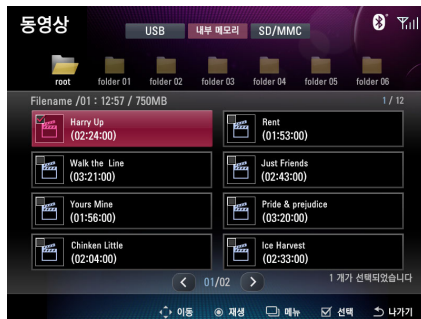 동영상
USB 내부 메모리 SD/MMC
root folder 01 folder 02 folder 03 folder 04 folder 05 folder 06
Filename /01 : 12:57 / 750MB 1 / 12
Harry Up
(02:24:00)
Rent
(01:53:00)
Walk the Line
(03:21:00)
Just Friends
(02:43:00)
Yours Mine
(01:56:00)
Pride & prejudice
(03:20:00)
Chinken Little
(02:04:00)
Ice Harvest
(02:33:00)
01/02
1 개가 선택되었습니다
이동 재생 메뉴 선택 나가기